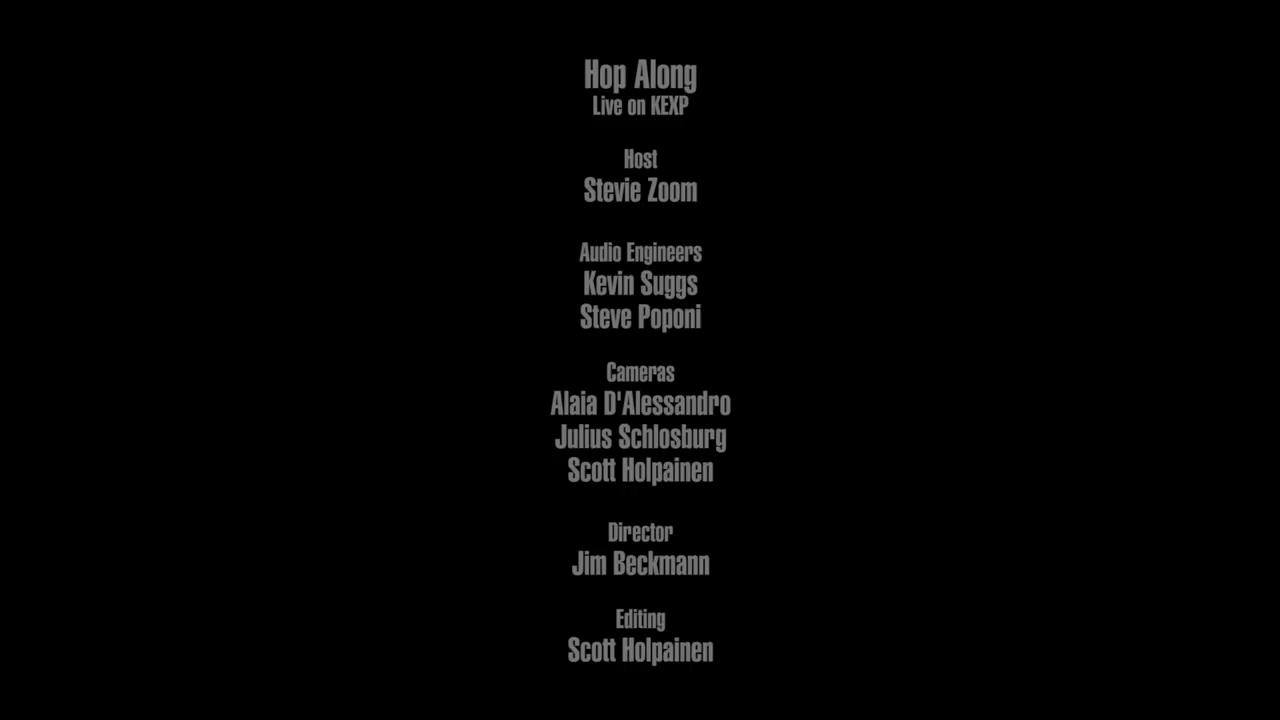 Hop Along
Live on KEXP
Host
Stevie Zoom
Audio Engineers
Kevin Suggs
Steve Poponi
Cameras
Alaia D'Alessandro
Julius Schlosburg
Scott Holpainen
Director
Jim Beckmann
Editing
Scott Holpainen